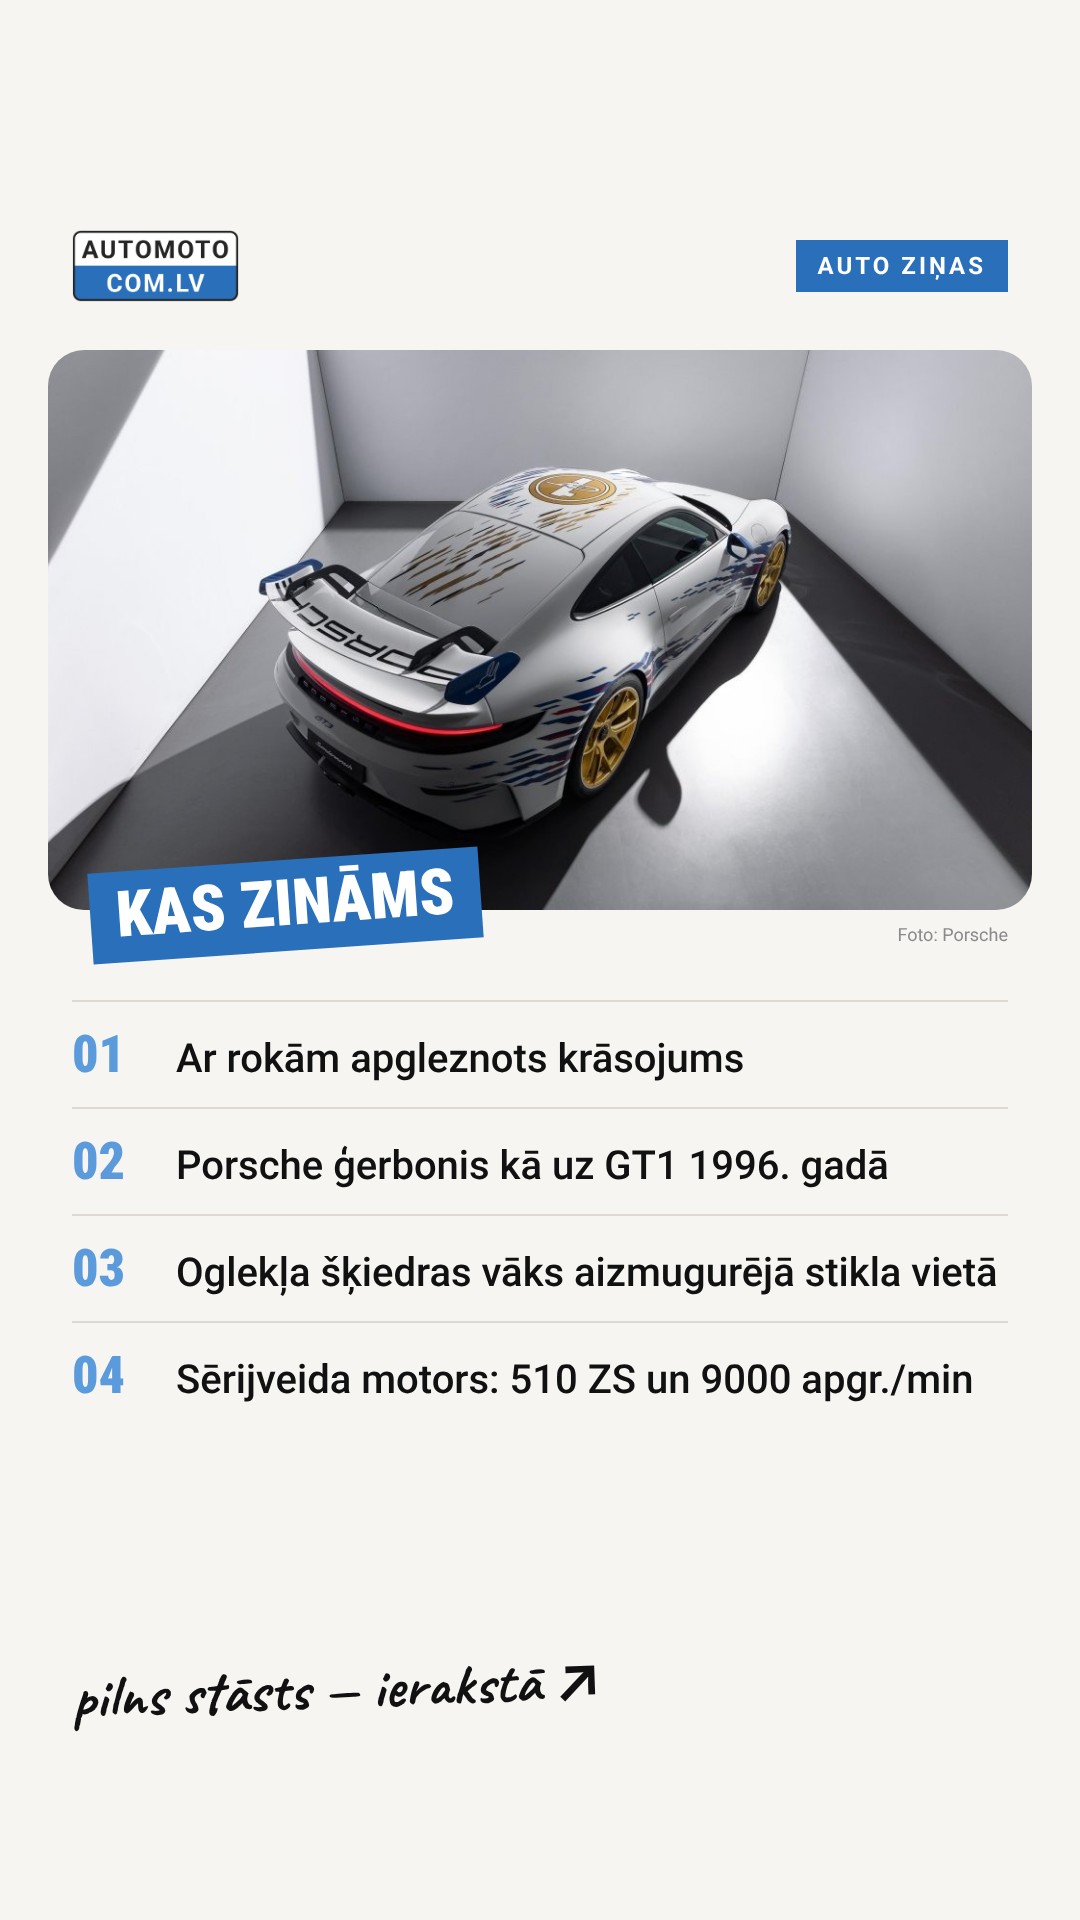 AUTOMOTO
COM.LV
AUTO ZIŅAS
PORSCHE
GT3
KAS ZINĀMS
Foto: Porsche
01 Ar rokām apgleznots krāsojums
02 Porsche ģerbonis kā uz GT1 1996. gadā
03 Oglekļa šķiedras vāks aizmugurējā stikla vietā
04 Sērijveida motors: 510 ZS un 9000 apgr./min
pilns stāsts – ierakstā